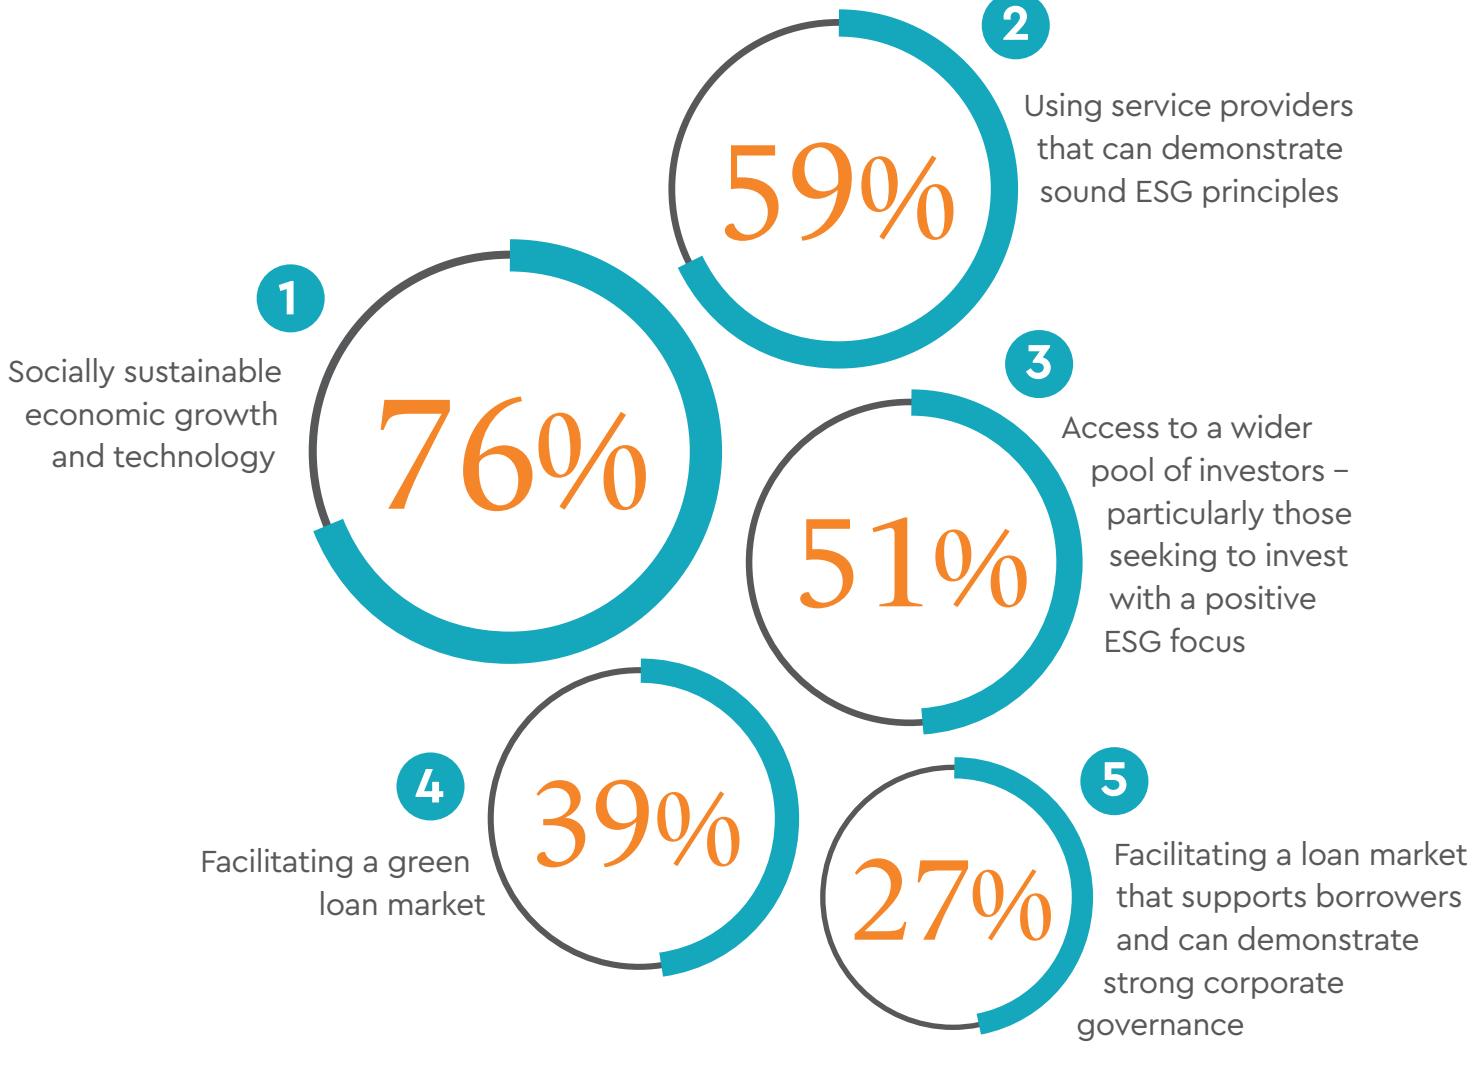 1
Socially sustainable
economic growth
and technology
76%
2
Using service providers
that can demonstrate
sound ESG principles
59%
3
Access to a wider
pool of investors –
particularly those
seeking to invest
with a positive
ESG focus
51%
4
Facilitating a green
loan market
39%
5
Facilitating a loan market
that supports borrowers
and can demonstrate
strong corporate
governance
27%